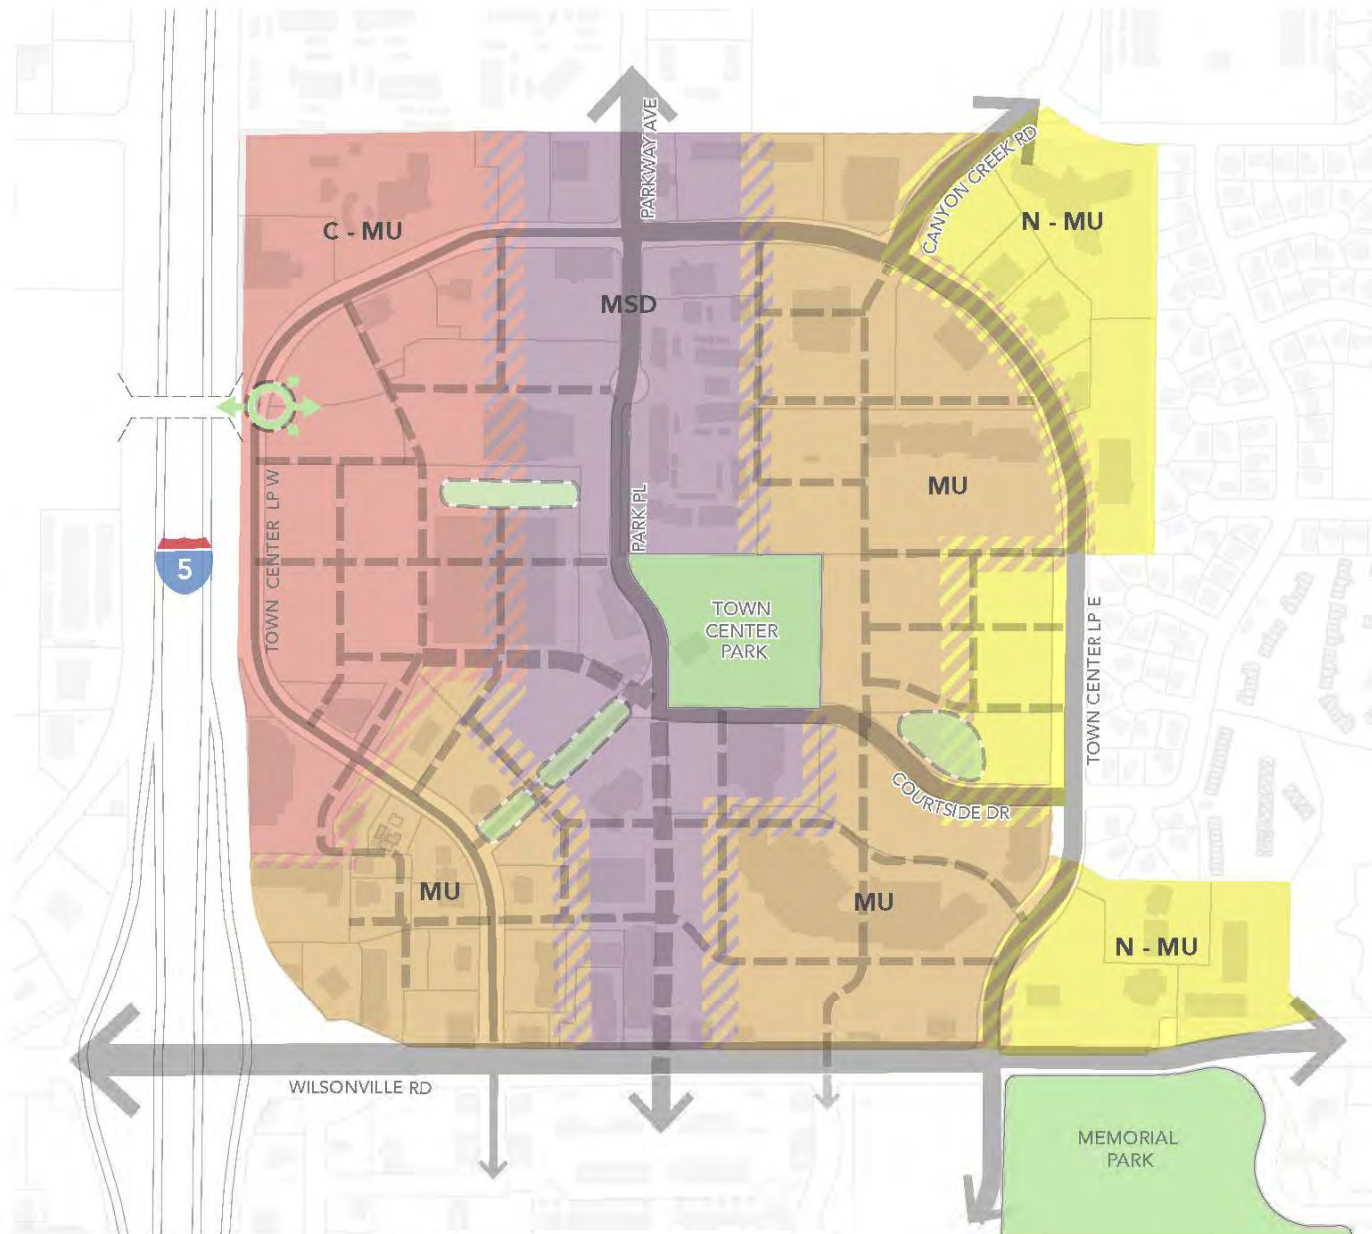 PARKWAY AVE
CANYON CREEK RD
C - MU
N - MU
MSD
TOWN CENTER LP W
PARK PL
MU
5
TOWN
CENTER
PARK
TOWN CENTER LP E
COURTSIDE DR
MU
MU
N - MU
WILSONVILLE RD
MEMORIAL
PARK